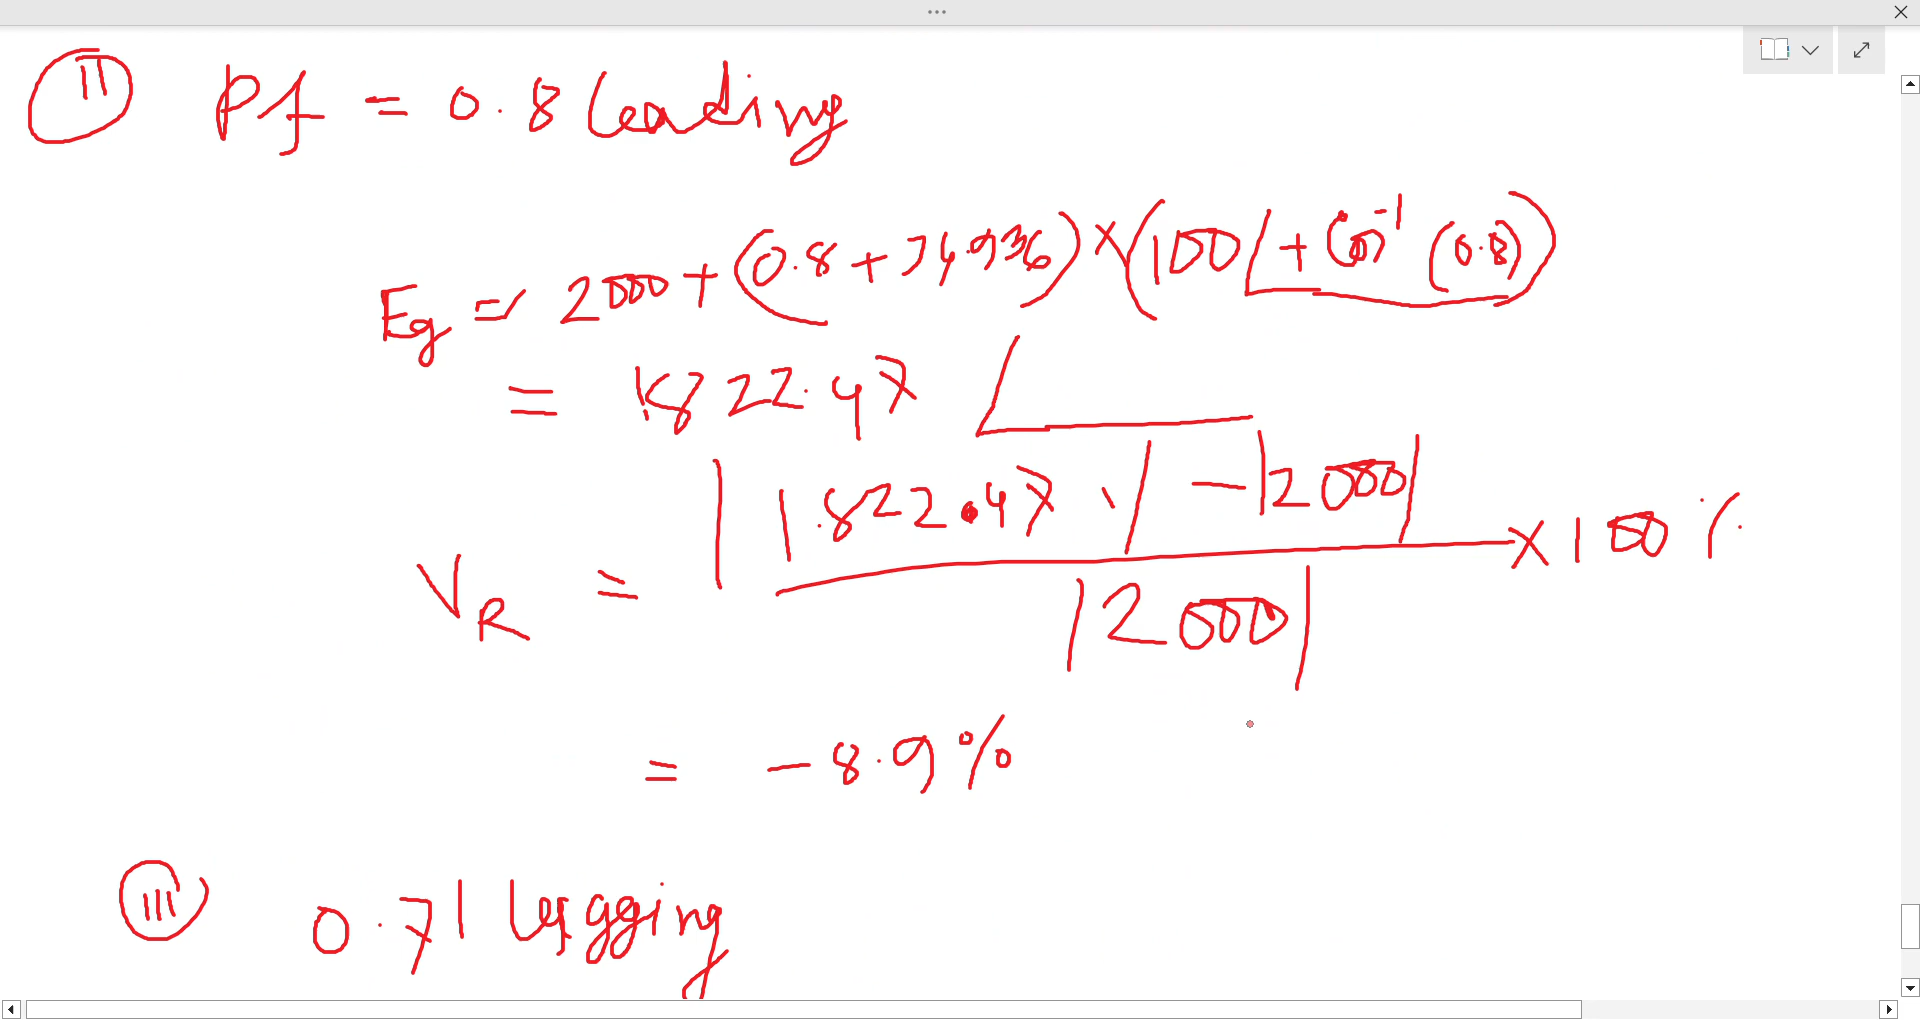 II Pf = 0.8 leading
Eg = 2000 + (0.8 + J4.936) × (100∠+cos⁻¹(0.8))
= 1822.47∠
V_R = | |1822.47| - |2000| / |2000| × 100%
= -8.9%
III 0.71 lagging